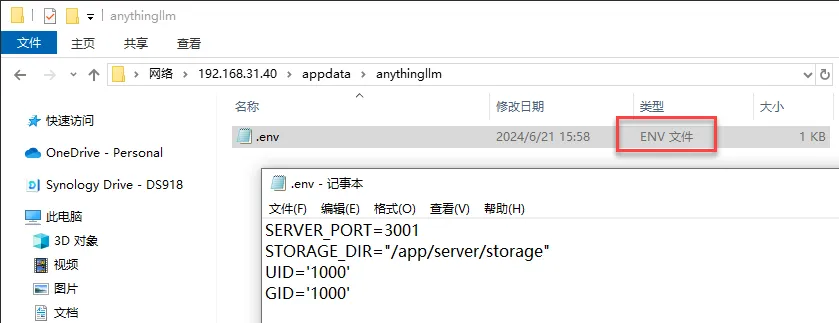 anythingllm
文件 主页 共享 查看
网络 192.168.31.40 appdata anythingllm
名称 修改日期 类型 大小
快速访问
.env 2024/6/21 15:58 ENV 文件 1 KB
OneDrive - Personal
Synology Drive - DS918
此电脑
3D 对象
视频
图片
文档
.env - 记事本
文件(F) 编辑(E) 格式(O) 查看(V) 帮助(H)
SERVER_PORT=3001
STORAGE_DIR="/app/server/storage"
UID='1000'
GID='1000'